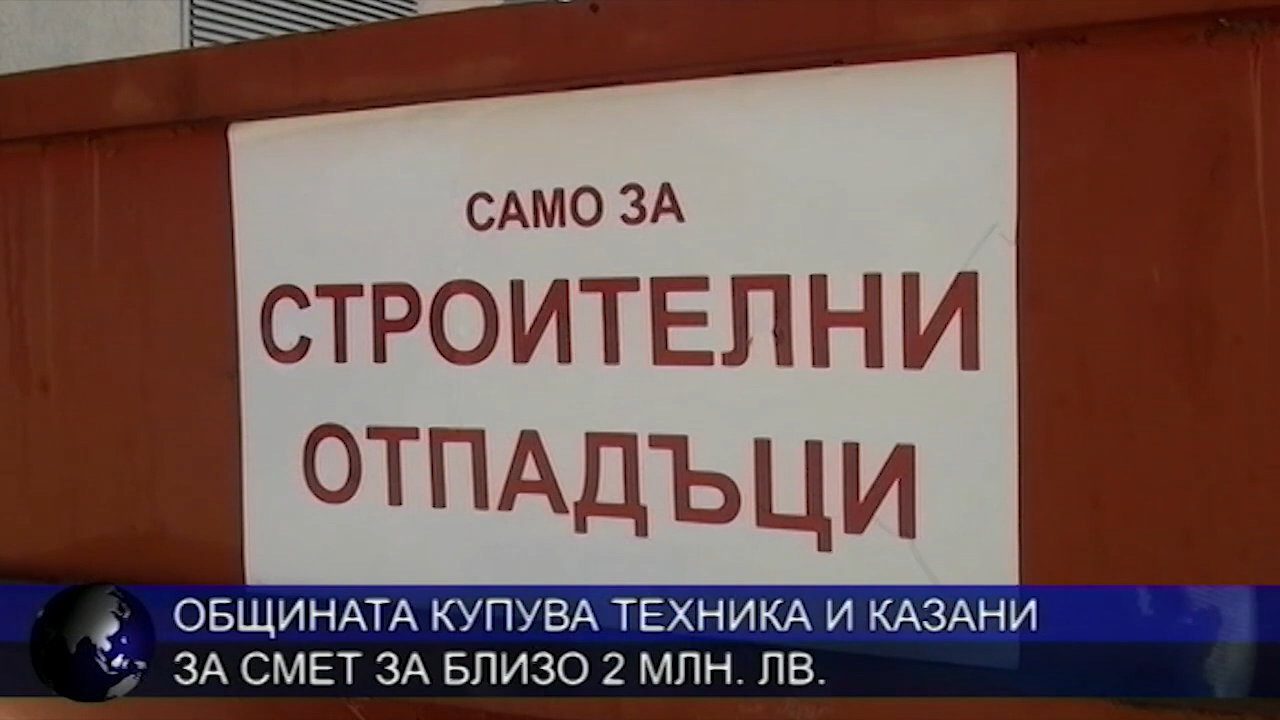 САМО ЗА
СТРОИТЕЛНИ
ОТПАДЪЦИ
ОБЩИНАТА КУПУВА ТЕХНИКА И КАЗАНИ
ЗА СМЕТ ЗА БЛИЗО 2 МЛН. ЛВ.